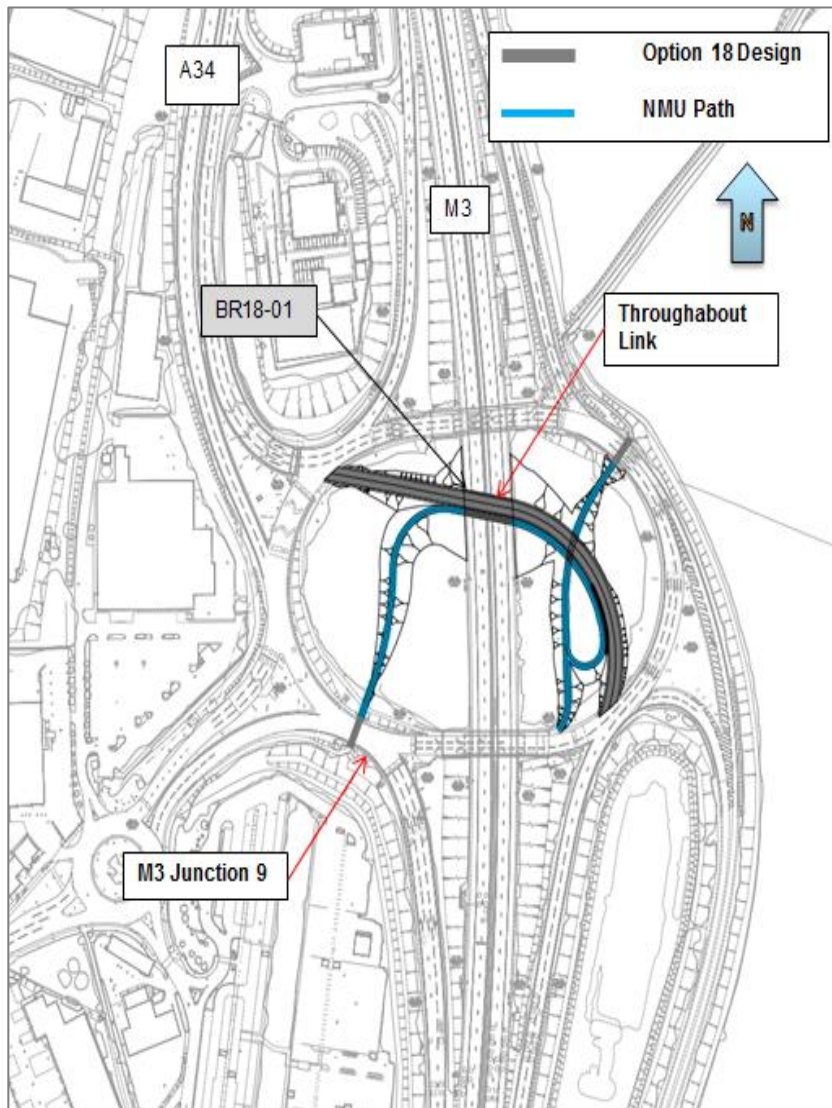 A34
Option 18 Design
NMU Path
M3
N
BR18-01
Throughabout
Link
M3 Junction 9